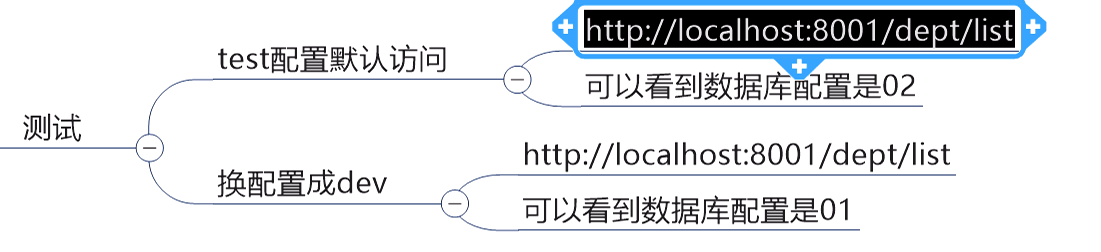 测试
test配置默认访问
http://localhost:8001/dept/list
可以看到数据库配置是02
换配置成dev
http://localhost:8001/dept/list
可以看到数据库配置是01